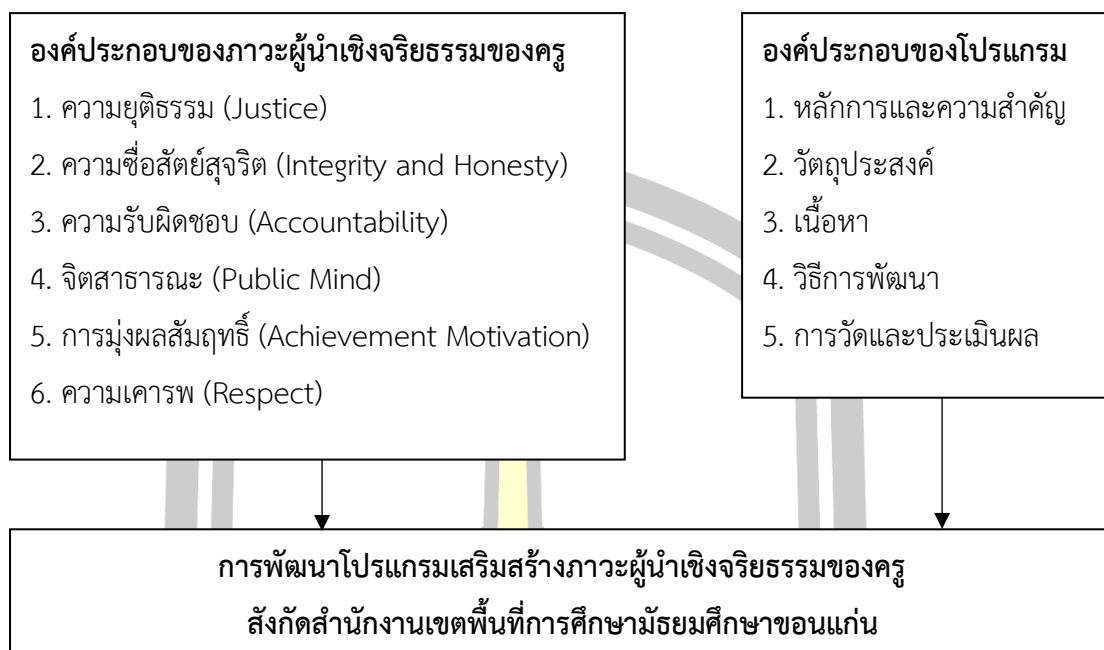 องค์ประกอบของภาวะผู้นำเชิงจริยธรรมของครู
1. ความยุติธรรม (Justice)
2. ความซื่อสัตย์สุจริต (Integrity and Honesty)
3. ความรับผิดชอบ (Accountability)
4. จิตสาธารณะ (Public Mind)
5. การมุ่งผลสัมฤทธิ์ (Achievement Motivation)
6. ความเคารพ (Respect)
องค์ประกอบของโปรแกรม
1. หลักการและความสำคัญ
2. วัตถุประสงค์
3. เนื้อหา
4. วิธีการพัฒนา
5. การวัดและประเมินผล
การพัฒนาโปรแกรมเสริมสร้างภาวะผู้นำเชิงจริยธรรมของครู
สังกัดสำนักงานเขตพื้นที่การศึกษามัธยมศึกษาขอนแก่น